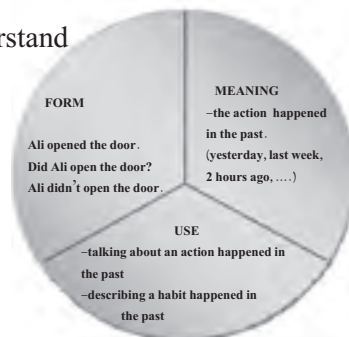 rstand
FORM
Ali opened the door.
Did Ali open the door?
Ali didn't open the door.
MEANING
–the action happened
in the past.
(yesterday, last week,
2 hours ago, ....)
USE
–talking about an action happened in
the past
–describing a habit happened in
the past